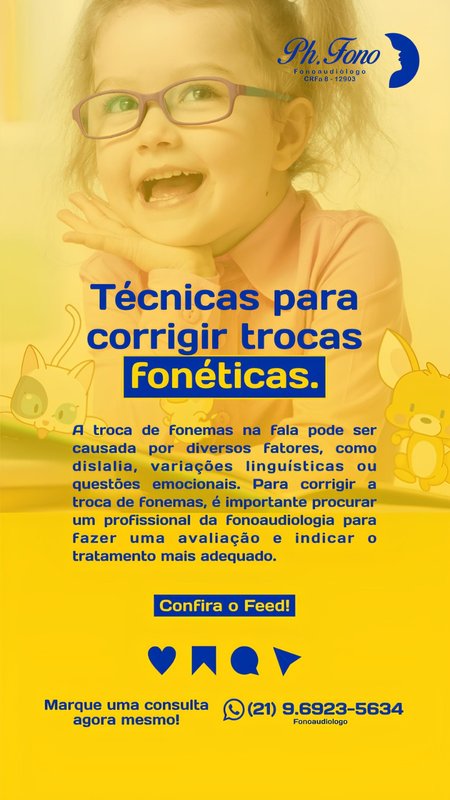 Ph.Fono
Fonoaudiólogo
CRFa 8 - 12903
Técnicas para
corrigir trocas
fonéticas.
A troca de fonemas na fala pode ser
causada por diversos fatores, como
dislalia, variações linguísticas ou
questões emocionais. Para corrigir a
troca de fonemas, é importante procurar
um profissional da fonoaudiologia para
fazer uma avaliação e indicar o
tratamento mais adequado.
Confira o Feed!
Marque uma consulta
agora mesmo!
(21) 9.6923-5634
Fonoaudiologo